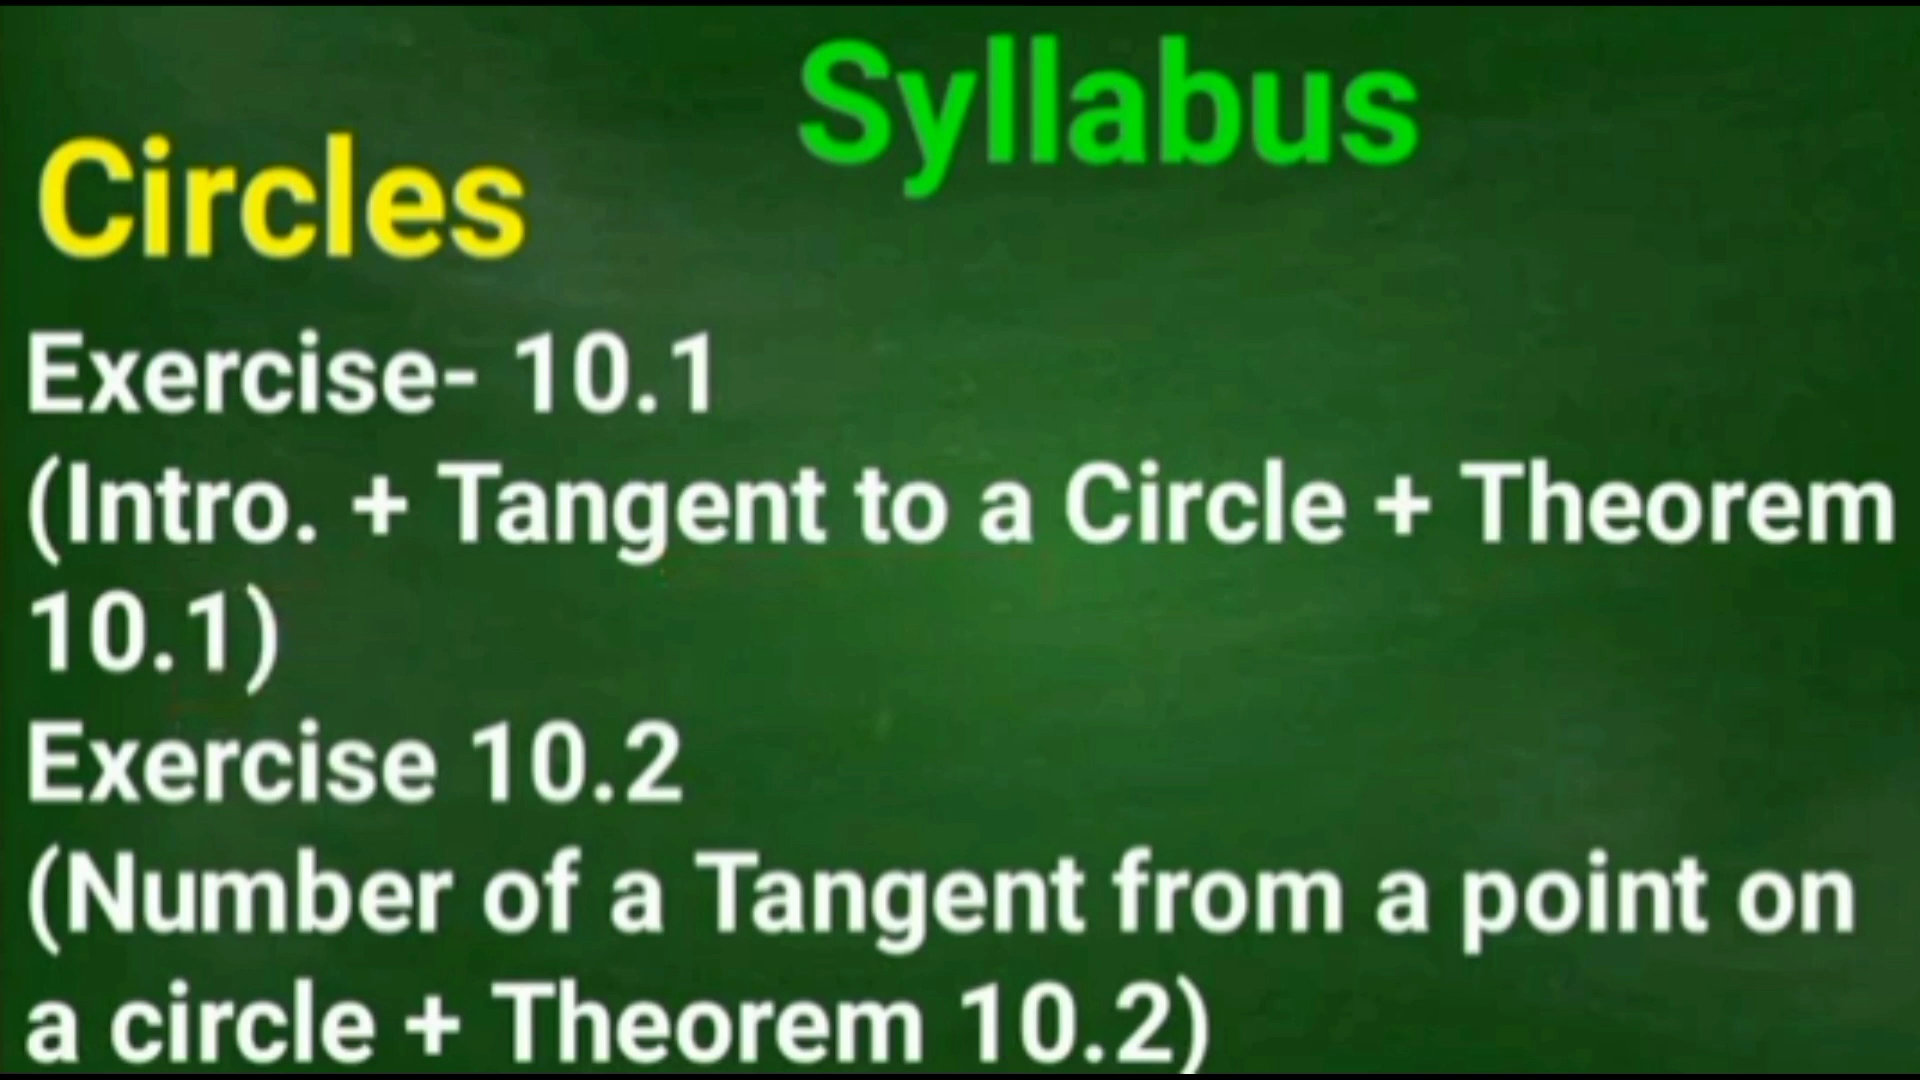 Syllabus
Circles
Exercise- 10.1
(Intro. + Tangent to a Circle + Theorem
10.1)
Exercise 10.2
(Number of a Tangent from a point on
a circle + Theorem 10.2)